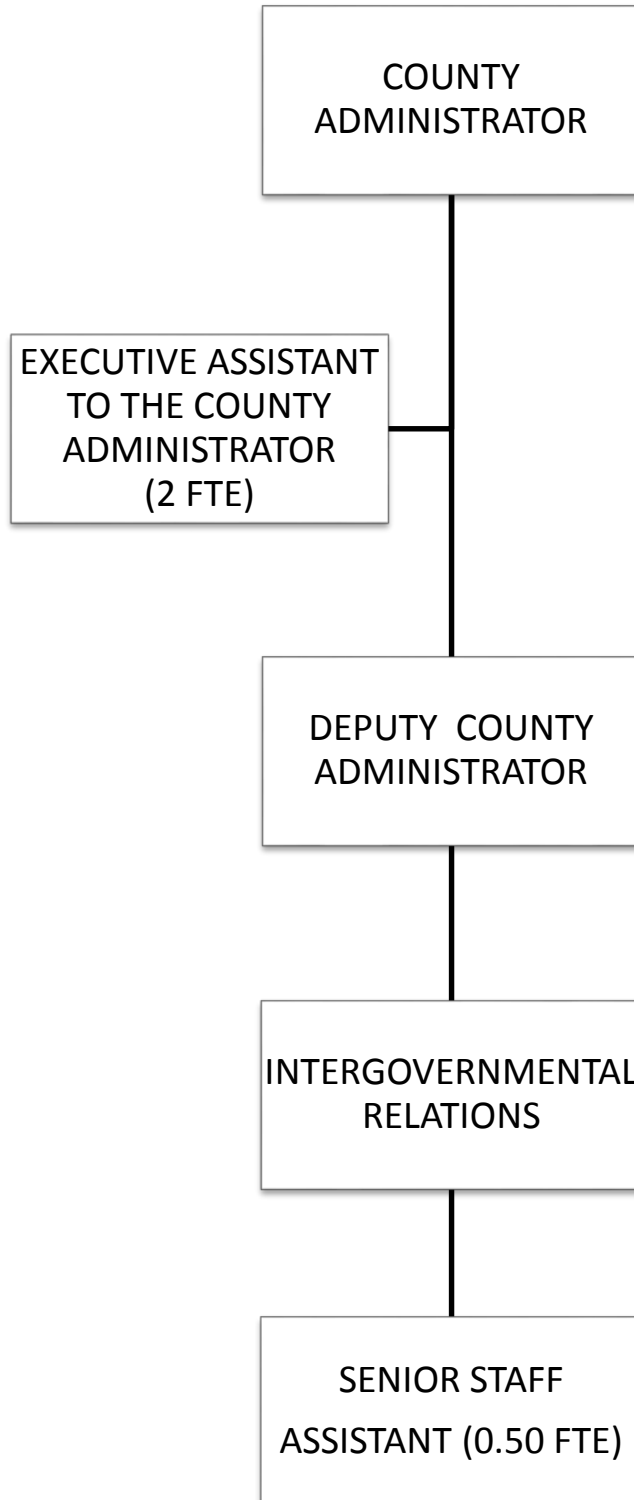 COUNTY
ADMINISTRATOR
EXECUTIVE ASSISTANT
TO THE COUNTY
ADMINISTRATOR
(2 FTE)
DEPUTY  COUNTY
ADMINISTRATOR
INTERGOVERNMENTAL
RELATIONS
SENIOR STAFF
ASSISTANT (0.50 FTE)